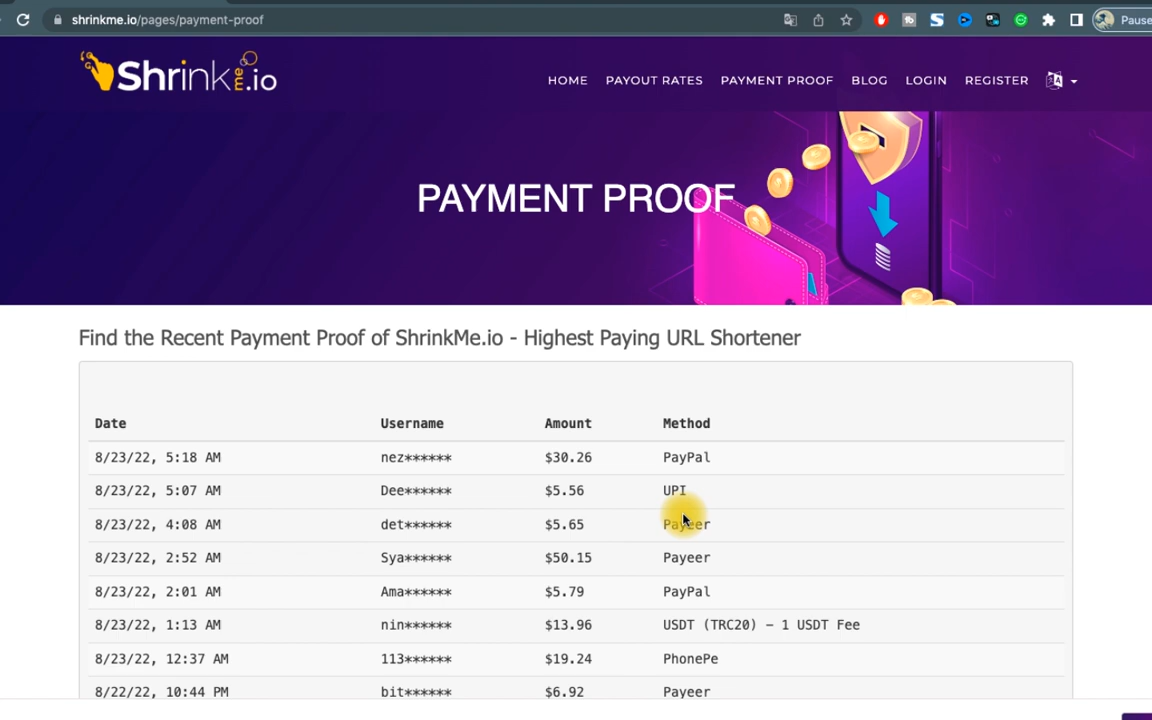 shrinkme.io/pages/payment-proof
Pause
Shrink me .io
HOME PAYOUT RATES PAYMENT PROOF BLOG LOGIN REGISTER
PAYMENT PROOF
Find the Recent Payment Proof of ShrinkMe.io - Highest Paying URL Shortener
Date Username Amount Method
8/23/22, 5:18 AM nez****** $30.26 PayPal
8/23/22, 5:07 AM Dee****** $5.56 UPI
8/23/22, 4:08 AM det****** $5.65 Payeer
8/23/22, 2:52 AM Sya****** $50.15 Payeer
8/23/22, 2:01 AM Ama****** $5.79 PayPal
8/23/22, 1:13 AM nin****** $13.96 USDT (TRC20) - 1 USDT Fee
8/23/22, 12:37 AM 113****** $19.24 PhonePe
8/22/22, 10:44 PM bit****** $6.92 Payeer